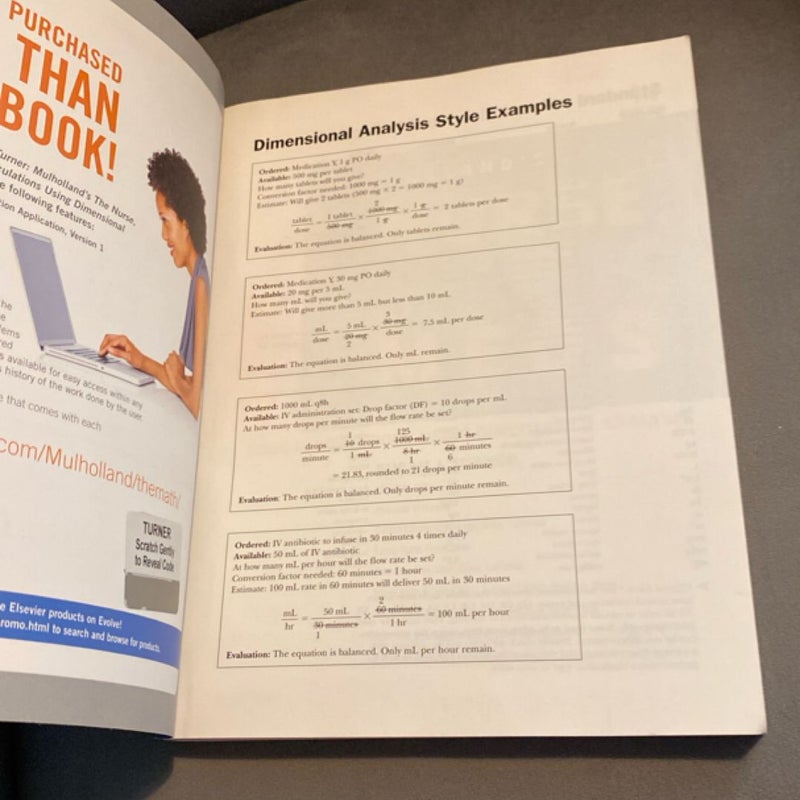 PURCHASED
THAN
BOOK!
urner: Mulholland's The Nurse,
culations Using Dimensional
e following features:
ion Application, Version 1
he
e
ems
red
s available for easy access within any
s history of the work done by the user
e that comes with each
com/Mulholland/themath/
TURNER
Scratch Gently
to Reveal Code
e Elsevier products on Evolve!
romo.html to search and browse for products.
Dimensional Analysis Style Examples
Ordered: Medication X 1 g PO daily
Available: 500 mg per tablet
How many tablets will you give?
Conversion factor needed: 1000 mg = 1 g
Estimate: Will give 2 tablets (500 mg × 2 = 1000 mg = 1 g)
2
tablet / dose = 1 tablet / 500 mg × 1000 mg / 1 g × 1 g / dose = 2 tablets per dose
Evaluation: The equation is balanced. Only tablets remain.
Ordered: Medication Y 30 mg PO daily
Available: 20 mg per 5 mL
How many mL will you give?
Estimate: Will give more than 5 mL but less than 10 mL
3
mL / dose = 5 mL / 20 mg × 30 mg / dose = 7.5 mL per dose
2
Evaluation: The equation is balanced. Only mL remain.
Ordered: 1000 mL q8h
Available: IV administration set: Drop factor (DF) = 10 drops per mL
At how many drops per minute will the flow rate be set?
1 125
drops / minute = 10 drops / 1 mL × 1000 mL / 8 hr × 1 hr / 60 minutes
1 6
= 21.83, rounded to 21 drops per minute
Evaluation: The equation is balanced. Only drops per minute remain.
Ordered: IV antibiotic to infuse in 30 minutes 4 times daily
Available: 50 mL of IV antibiotic
At how many mL per hour will the flow rate be set?
Conversion factor needed: 60 minutes = 1 hour
Estimate: 100 mL rate in 60 minutes will deliver 50 mL in 30 minutes
2
mL / hr = 50 mL / 30 minutes × 60 minutes / 1 hr = 100 mL per hour
1
Evaluation: The equation is balanced. Only mL per hour remain.